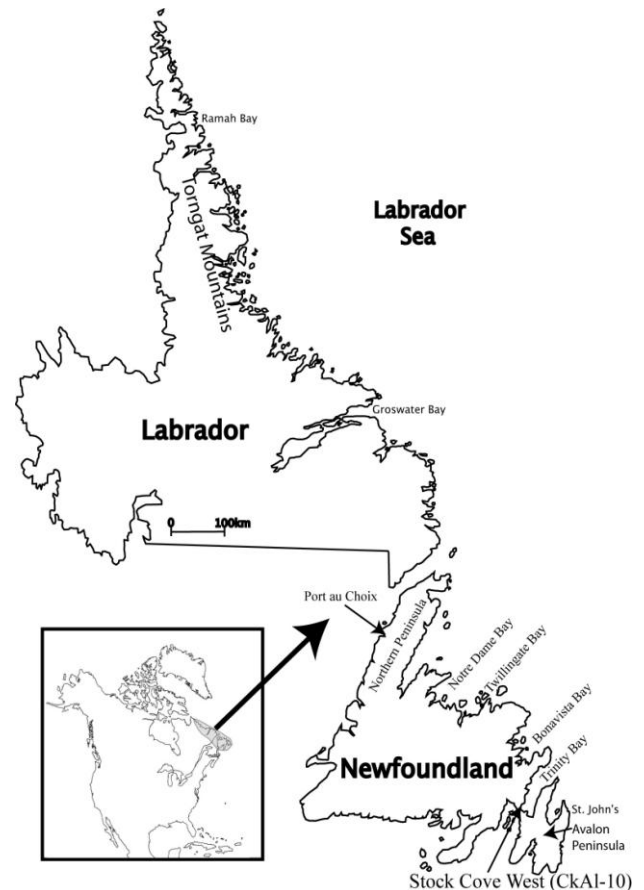 Ramah Bay
Torngat Mountains
Labrador
Sea
Groswater Bay
Labrador
0 100km
Port au Choix
Northern Peninsula
Notre Dame Bay
Twillingate Bay
Bonavista Bay
Trinity Bay
Newfoundland
St. John's
Avalon
Peninsula
Stock Cove West (CkAl-10)